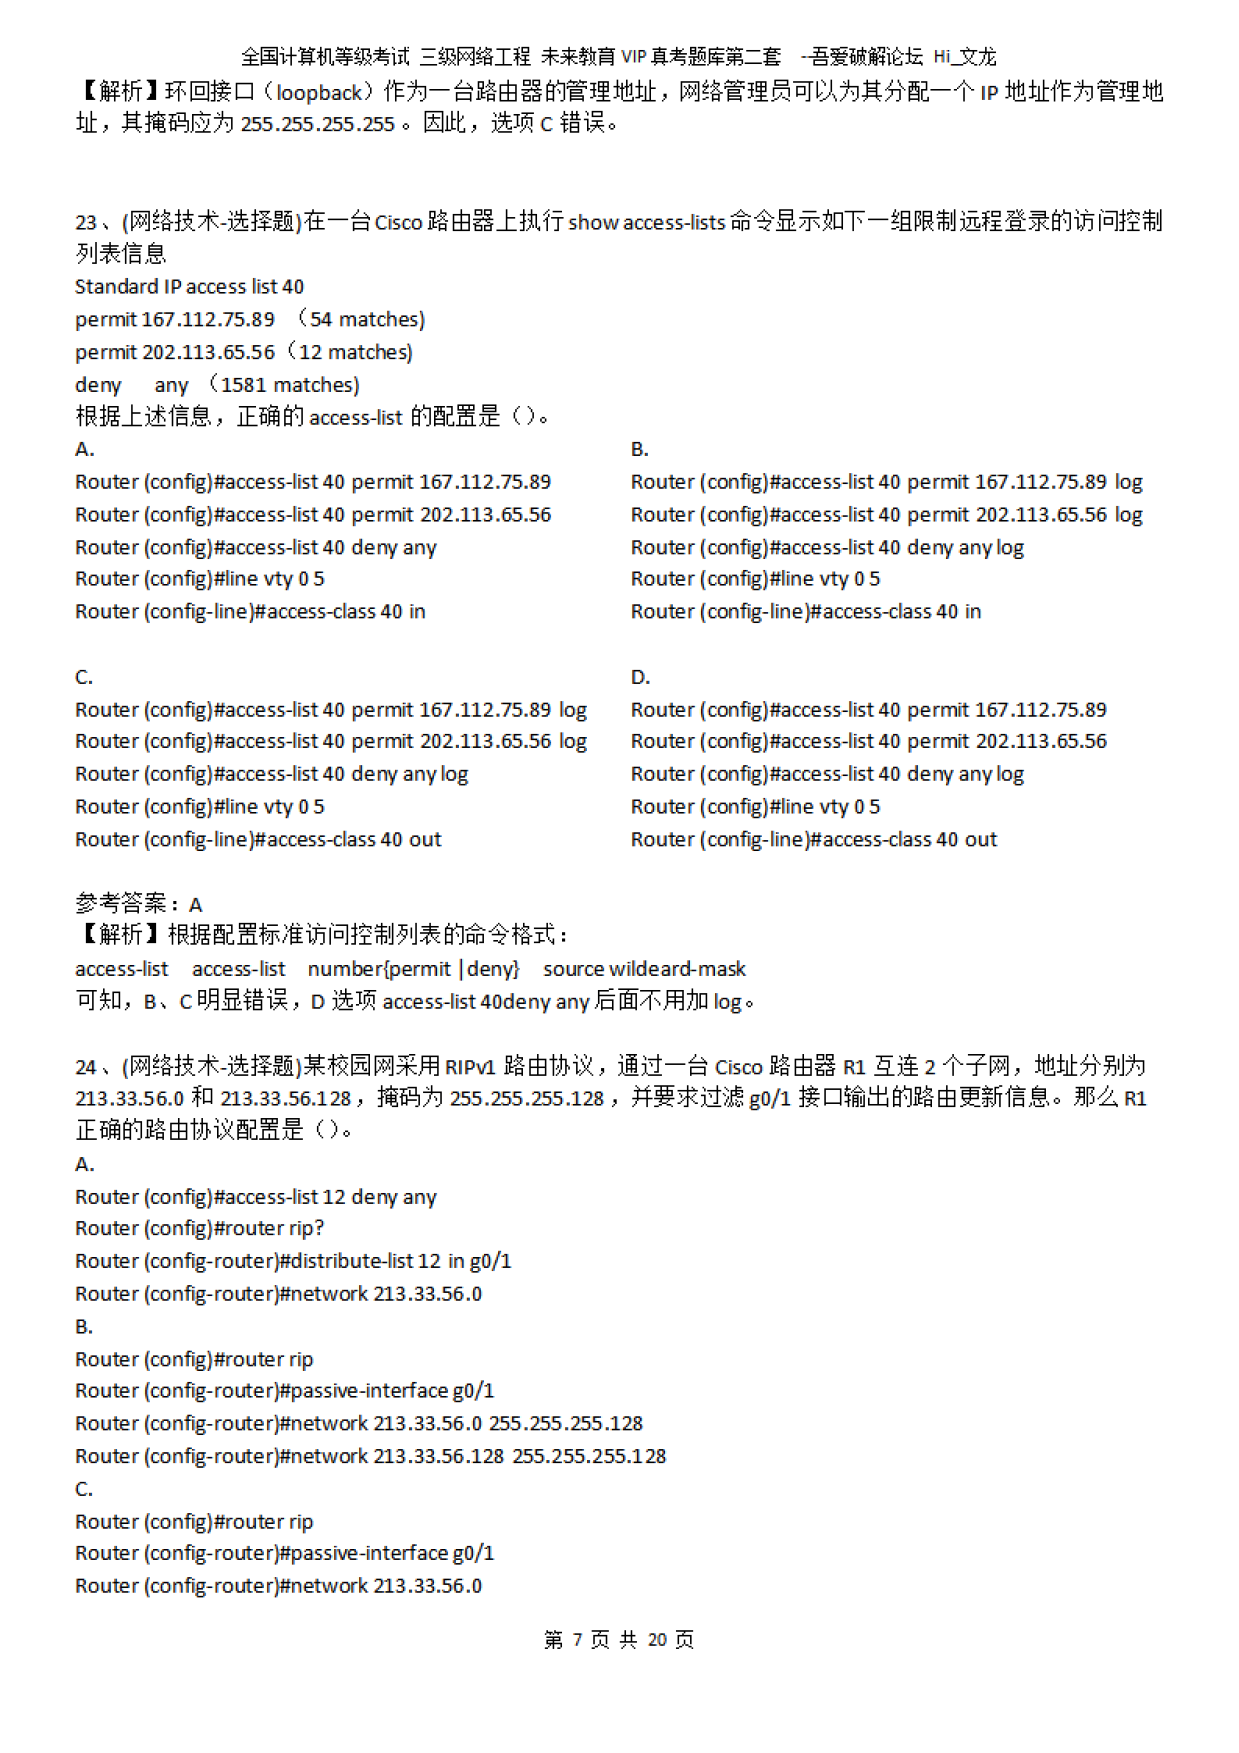 全国计算机等级考试 三级网络工程 未来教育 VIP 真考题库第二套 --吾爱破解论坛 Hi_文龙
【解析】环回接口（loopback）作为一台路由器的管理地址，网络管理员可以为其分配一个 IP 地址作为管理地
址，其掩码应为 255.255.255.255 。因此，选项 C 错误。
23、(网络技术-选择题)在一台 Cisco 路由器上执行 show access-lists 命令显示如下一组限制远程登录的访问控制
列表信息
Standard IP access list 40
permit 167.112.75.89 （54 matches)
permit 202.113.65.56（12 matches)
deny any （1581 matches)
根据上述信息，正确的 access-list 的配置是（）。
A.
Router (config)#access-list 40 permit 167.112.75.89
Router (config)#access-list 40 permit 202.113.65.56
Router (config)#access-list 40 deny any
Router (config)#line vty 0 5
Router (config-line)#access-class 40 in
B.
Router (config)#access-list 40 permit 167.112.75.89 log
Router (config)#access-list 40 permit 202.113.65.56 log
Router (config)#access-list 40 deny any log
Router (config)#line vty 0 5
Router (config-line)#access-class 40 in
C.
Router (config)#access-list 40 permit 167.112.75.89 log
Router (config)#access-list 40 permit 202.113.65.56 log
Router (config)#access-list 40 deny any log
Router (config)#line vty 0 5
Router (config-line)#access-class 40 out
D.
Router (config)#access-list 40 permit 167.112.75.89
Router (config)#access-list 40 permit 202.113.65.56
Router (config)#access-list 40 deny any log
Router (config)#line vty 0 5
Router (config-line)#access-class 40 out
参考答案：A
【解析】根据配置标准访问控制列表的命令格式：
access-list access-list number{permit |deny} source wildeard-mask
可知，B、C 明显错误，D 选项 access-list 40deny any 后面不用加 log。
24、(网络技术-选择题)某校园网采用 RIPv1 路由协议，通过一台 Cisco 路由器 R1 互连 2 个子网，地址分别为
213.33.56.0 和 213.33.56.128，掩码为 255.255.255.128，并要求过滤 g0/1 接口输出的路由更新信息。那么 R1
正确的路由协议配置是（）。
A.
Router (config)#access-list 12 deny any
Router (config)#router rip?
Router (config-router)#distribute-list 12 in g0/1
Router (config-router)#network 213.33.56.0
B.
Router (config)#router rip
Router (config-router)#passive-interface g0/1
Router (config-router)#network 213.33.56.0 255.255.255.128
Router (config-router)#network 213.33.56.128 255.255.255.128
C.
Router (config)#router rip
Router (config-router)#passive-interface g0/1
Router (config-router)#network 213.33.56.0
第 7 页 共 20 页